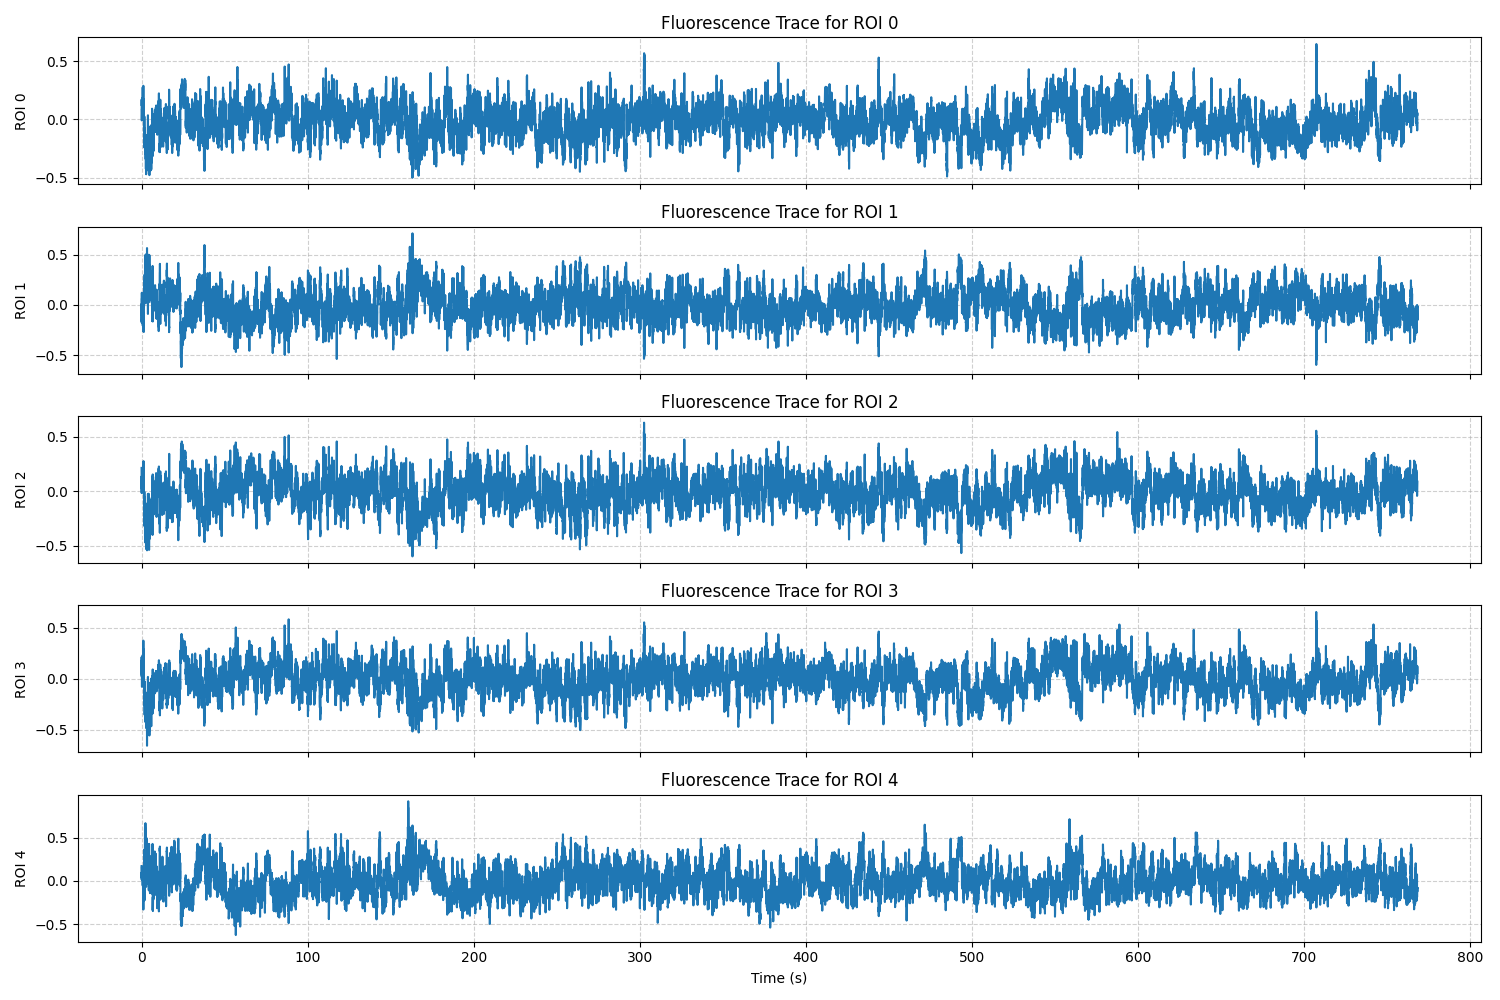 Fluorescence Trace for ROI 0
ROI 0
0.5
0.0
−0.5
Fluorescence Trace for ROI 1
ROI 1
0.5
0.0
−0.5
Fluorescence Trace for ROI 2
ROI 2
0.5
0.0
−0.5
Fluorescence Trace for ROI 3
ROI 3
0.5
0.0
−0.5
Fluorescence Trace for ROI 4
ROI 4
0.5
0.0
−0.5
0 100 200 300 400 500 600 700 800
Time (s)